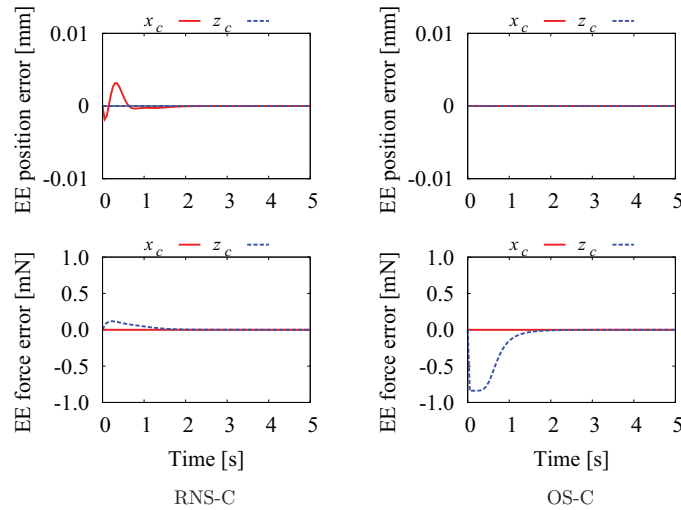 x_c z_c x_c z_c
EE position error [mm] 0.01 0 -0.01 EE position error [mm] 0.01 0 -0.01
0 1 2 3 4 5 0 1 2 3 4 5
x_c z_c x_c z_c
EE force error [mN] 1.0 0.5 0.0 -0.5 -1.0 EE force error [mN] 1.0 0.5 0.0 -0.5 -1.0
0 1 2 3 4 5 0 1 2 3 4 5
Time [s] Time [s]
RNS-C OS-C